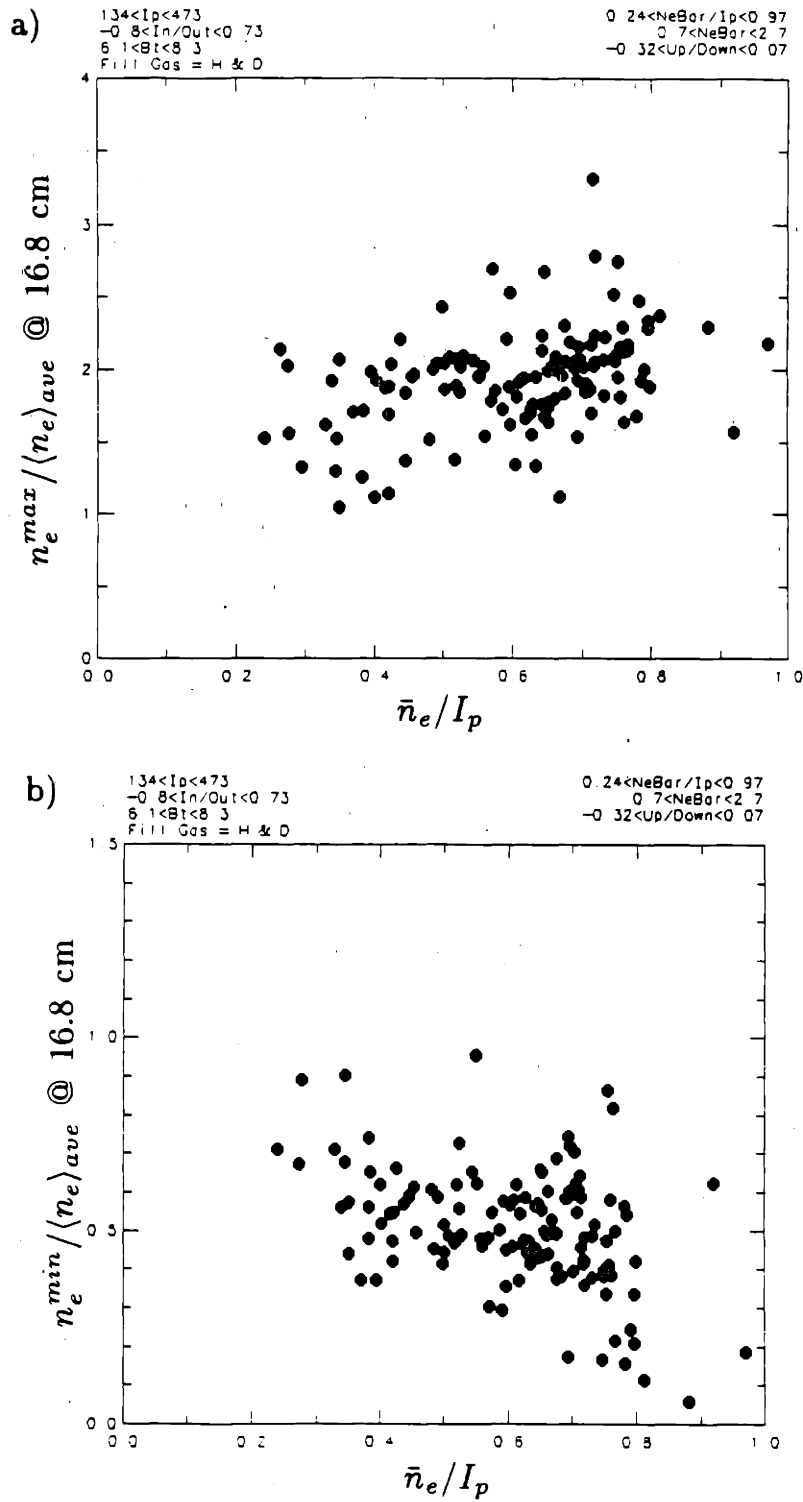 a)
134<Ip<473
-0 8<In/Out<0 73
6 1<Bt<8 3
Fill Gas = H & D
0 24<NeBar/Ip<0 97
0 7<NeBar<2 7
-0 32<Up/Down<0 07
4
3
2
1
0
n_e^{max}/⟨n_e⟩_{ave} @ 16.8 cm
0 0
0 2
0 4
0 6
0 8
1 0
n̄_e/I_p
b)
134<Ip<473
-0 8<In/Out<0 73
6 1<Bt<8 3
Fill Gas = H & D
0.24<NeBar/Ip<0 97
0 7<NeBar<2 7
-0 32<Up/Down<0 07
1.5
1 0
0 5
0 0
n_e^{min}/⟨n_e⟩_{ave} @ 16.8 cm
0 0
0 2
0 4
0 6
0 8
1 0
n̄_e/I_p